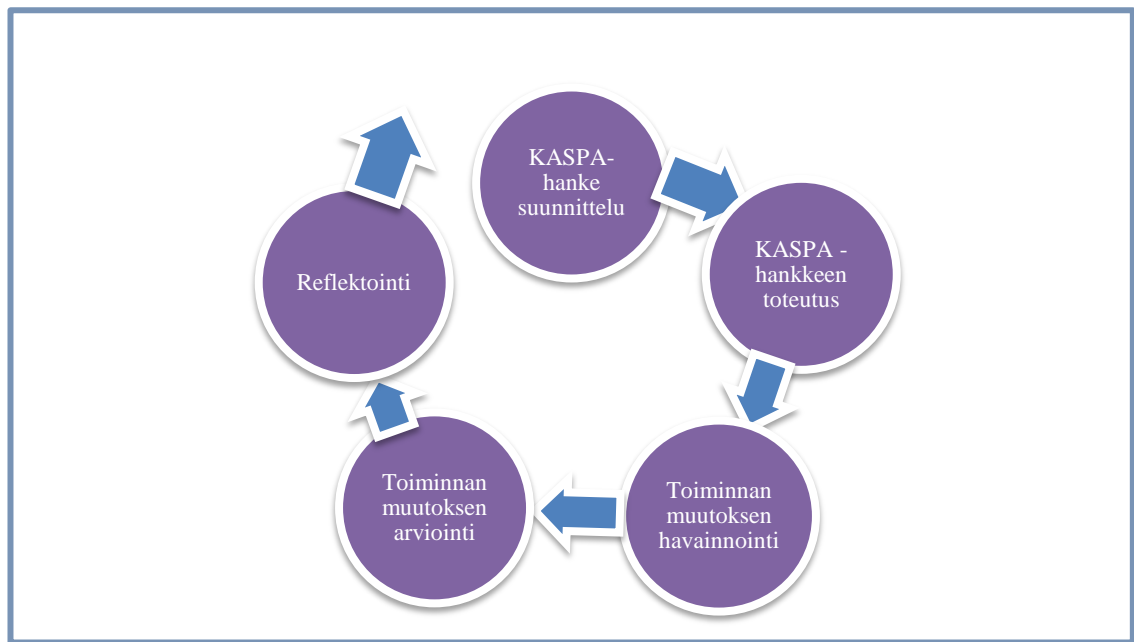 KASPA-
hanke
suunnittelu
KASPA -
hankkeen
toteutus
Toiminnan
muutoksen
havainnointi
Toiminnan
muutoksen
arviointi
Reflektointi